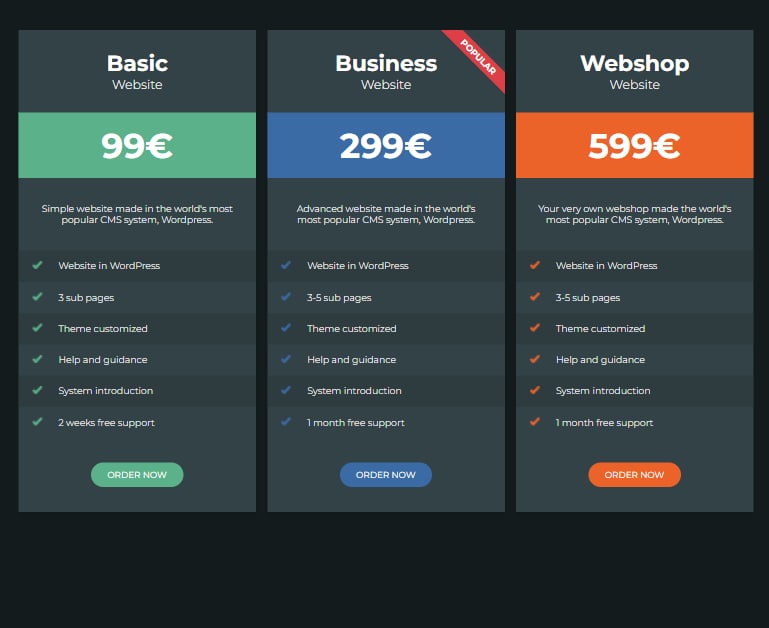 Basic
Website
99€
Simple website made in the world's most
popular CMS system, Wordpress.
Website in WordPress
3 sub pages
Theme customized
Help and guidance
System introduction
2 weeks free support
ORDER NOW
POPULAR
Business
Website
299€
Advanced website made in the world's
most popular CMS system, Wordpress.
Website in WordPress
3-5 sub pages
Theme customized
Help and guidance
System introduction
1 month free support
ORDER NOW
Webshop
Website
599€
Your very own webshop made the world's
most popular CMS system, Wordpress.
Website in WordPress
3-5 sub pages
Theme customized
Help and guidance
System introduction
1 month free support
ORDER NOW